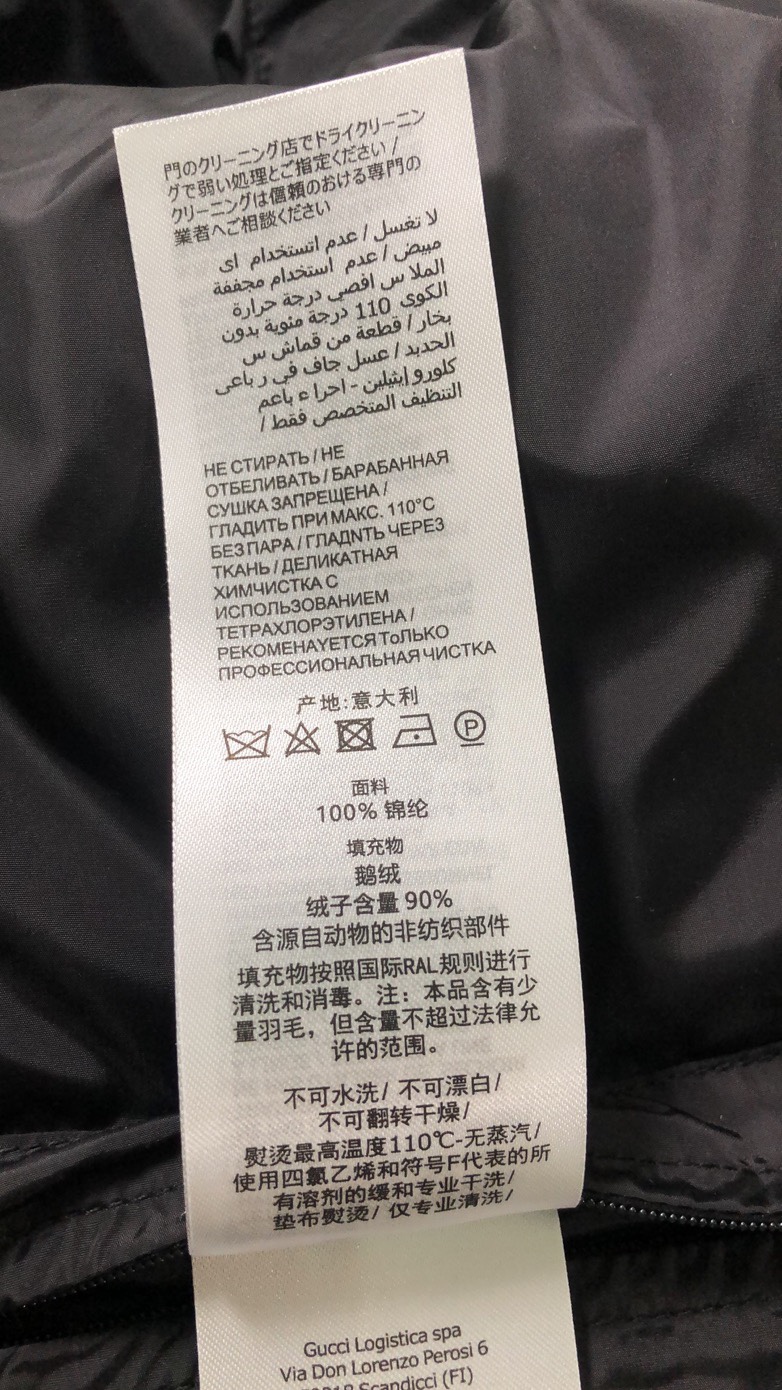 門のクリーニング店でドライクリーニン
グで弱い処理とご指定ください /
クリーニングは信頼のおける専門の
業者へご相談ください
لا تغسل / عدم اتستخدام اى
مبيض / عدم استخدام مجففة
الملا س افصي درجة حرارة
الكوى 110 درجة مئوية بدون
بخار / قطعة من قماش س
الحديد / عسل جاف في ر باعى
كلورو إيثيلين - احرا ء باعم
التنظيف المتخصص فقط /
НЕ СТИРАТЬ / НЕ
ОТБЕЛИВАТЬ / БАРАБАННАЯ
СУШКА ЗАПРЕЩЕНА /
ГЛАДИТЬ ПРИ МАКС. 110°C
БЕЗ ПАРА / ГЛАДNТЬ ЧЕРЕЗ
ТКАНЬ / ДЕЛИКАТНАЯ
ХИМЧИСТКА С
ИСПОЛЬЗОВАНИЕМ
ТЕТРАХЛОРЭТИЛЕНА /
РЕКОМЕНАYЕТСЯ ТоЛЬКО
ПРОФЕССИОНАЛЬНАЯ ЧИСТКА
产地:意大利
P
面料
100% 锦纶
填充物
鹅绒
绒子含量 90%
含源自动物的非纺织部件
填充物按照国际RAL规则进行
清洗和消毒。注：本品含有少
量羽毛，但含量不超过法律允
许的范围。
不可水洗/ 不可漂白/
不可翻转干燥/
熨烫最高温度110℃-无蒸汽/
使用四氯乙烯和符号F代表的所
有溶剂的缓和专业干洗/
垫布熨烫/ 仅专业清洗/
Gucci Logistica spa
Via Don Lorenzo Perosi 6
Scandicci (FI)